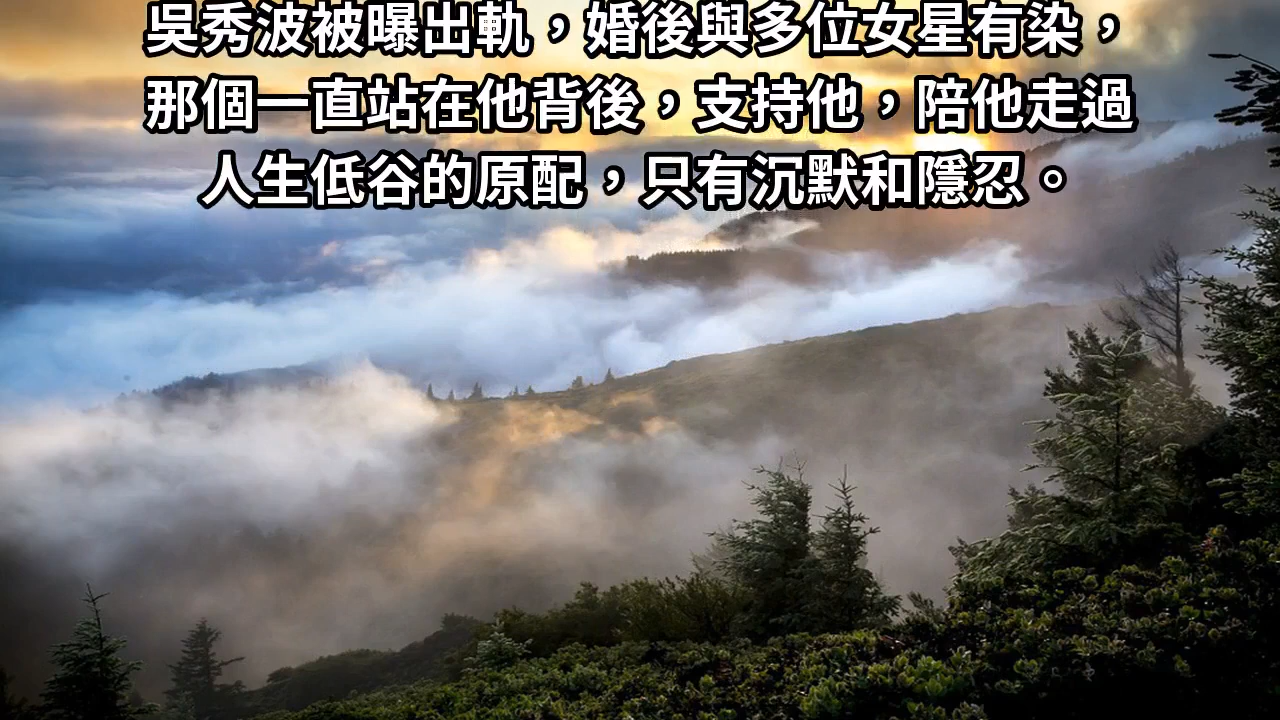 吳秀波被曝出軌，婚後與多位女星有染，
那個一直站在他背後，支持他，陪他走過
人生低谷的原配，只有沉默和隱忍。